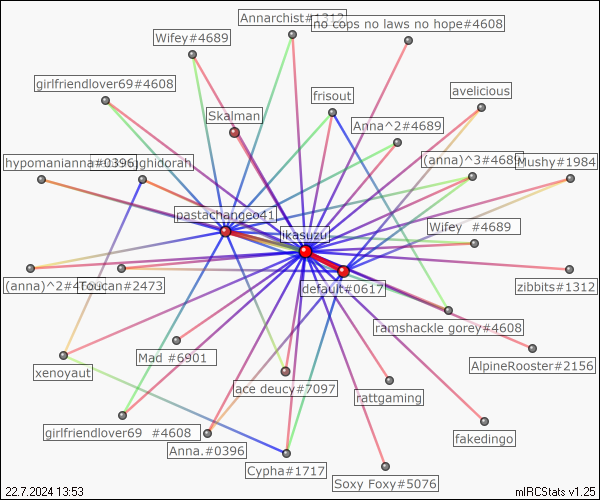 Annarchist#1312
no cops no laws no hope#4608
Wifey#4689
girlfriendlover69#4608
avelicious
frisout
Skalman
Anna^2#4689
hypomanianna#0396
(anna)^3#4689
Mushy#1984
pastachangeo41
ikasuzu
Wifey  #4689
default#0617
(anna)^2#4
Toucan#2473
zibbits#1312
ramshackle gorey#4608
Mad #6901
AlpineRooster#2156
xenoyaut
ace deucy#7097
rattgaming
girlfriendlover69  #4608
fakedingo
Anna.#0396
Cypha#1717
Soxy Foxy#5076
22.7.2024 13:53
mIRCStats v1.25